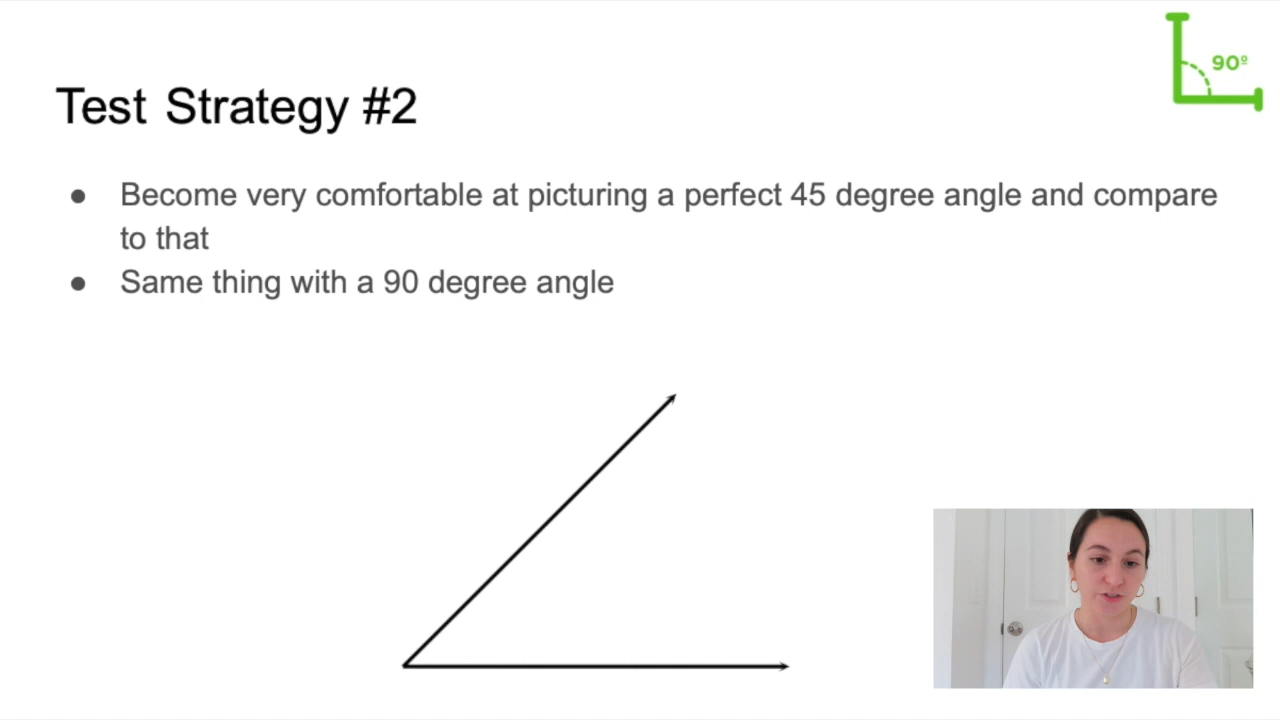 90º
Test Strategy #2
● Become very comfortable at picturing a perfect 45 degree angle and compare
to that
● Same thing with a 90 degree angle